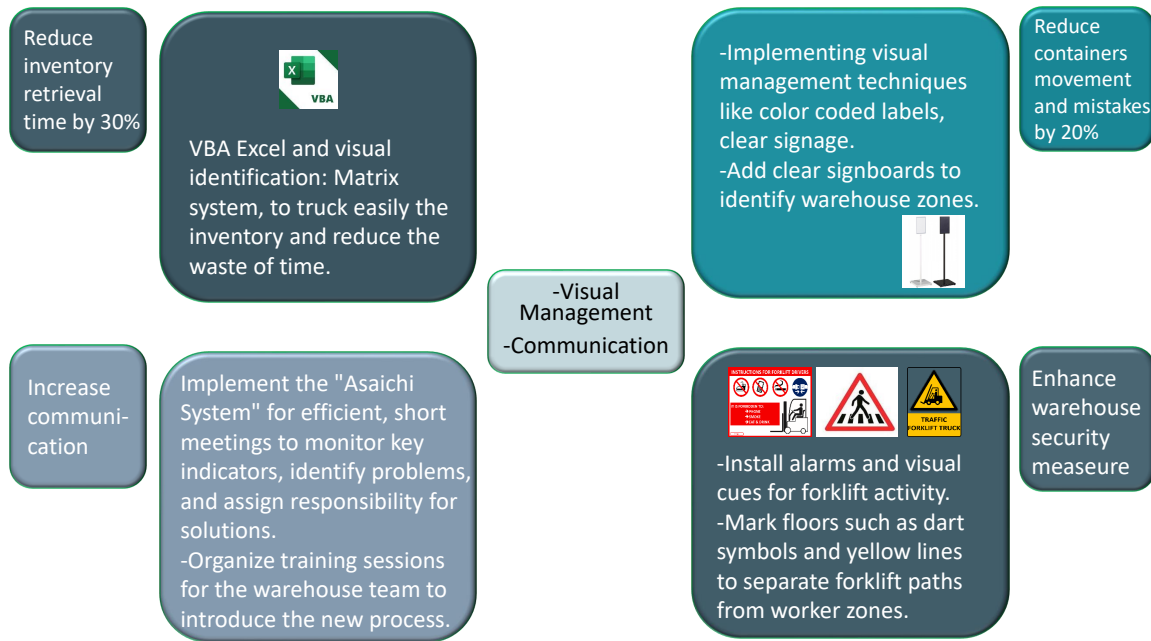 Reduce
inventory
retrieval
time by 30%
X
VBA
VBA Excel and visual
identification: Matrix
system, to truck easily the
inventory and reduce the
waste of time.
-Implementing visual
management techniques
like color coded labels,
clear signage.
-Add clear signboards to
identify warehouse zones.
Reduce
containers
movement
and mistakes
by 20%
-Visual
Management
-Communication
Increase
communi-
cation
Implement the "Asaichi
System" for efficient, short
meetings to monitor key
indicators, identify problems,
and assign responsibility for
solutions.
-Organize training sessions
for the warehouse team to
introduce the new process.
INSTRUCTIONS FOR FORKLIFT DRIVERS
PHONE
SMOKE
EAT & DRINK
TRAFFIC
FORKLIFT TRUCK
-Install alarms and visual
cues for forklift activity.
-Mark floors such as dart
symbols and yellow lines
to separate forklift paths
from worker zones.
Enhance
warehouse
security
measeure